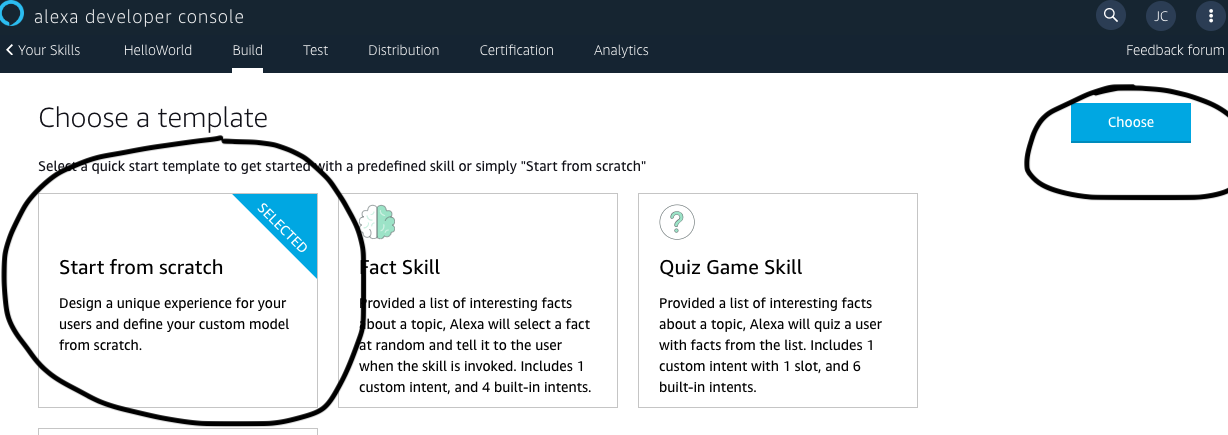 alexa developer console
JC
Your Skills HelloWorld Build Test Distribution Certification Analytics Feedback forum
Choose a template
Choose
Select a quick start template to get started with a predefined skill or simply "Start from scratch"
SELECTED
Start from scratch
Design a unique experience for your
users and define your custom model
from scratch.
Fact Skill
Provided a list of interesting facts
about a topic, Alexa will select a fact
at random and tell it to the user
when the skill is invoked. Includes 1
custom intent, and 4 built-in intents.
?
Quiz Game Skill
Provided a list of interesting facts
about a topic, Alexa will quiz a user
with facts from the list. Includes 1
custom intent with 1 slot, and 6
built-in intents.